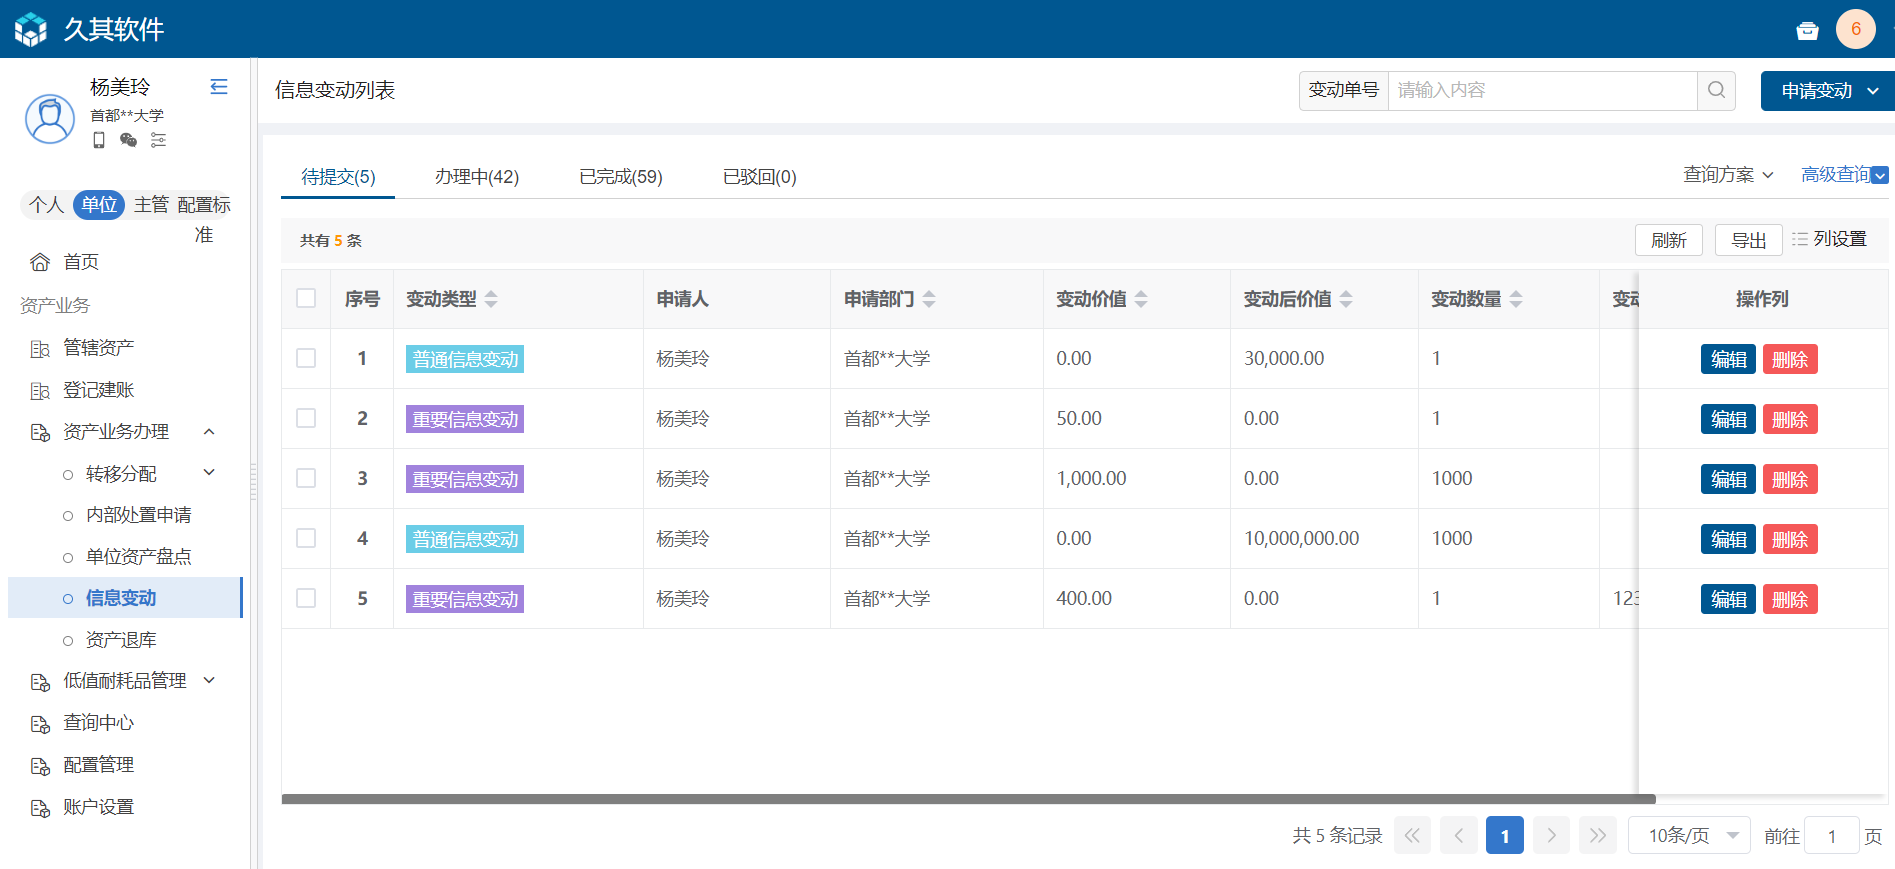 久其软件
6
杨美玲
首都**大学
个人 单位 主管 配置标准
首页
资产业务
管辖资产
登记建账
资产业务办理
转移分配
内部处置申请
单位资产盘点
信息变动
资产退库
低值耐耗品管理
查询中心
配置管理
账户设置
信息变动列表
变动单号 请输入内容
申请变动
待提交(5) 办理中(42) 已完成(59) 已驳回(0)
查询方案 高级查询
共有 5 条
刷新 导出 列设置
序号 变动类型 申请人 申请部门 变动价值 变动后价值 变动数量 变动 操作列
1 普通信息变动 杨美玲 首都**大学 0.00 30,000.00 1 编辑 删除
2 重要信息变动 杨美玲 首都**大学 50.00 0.00 1 编辑 删除
3 重要信息变动 杨美玲 首都**大学 1,000.00 0.00 1000 编辑 删除
4 普通信息变动 杨美玲 首都**大学 0.00 10,000,000.00 1000 编辑 删除
5 重要信息变动 杨美玲 首都**大学 400.00 0.00 1 123 编辑 删除
共 5 条记录 1 10条/页 前往 1 页